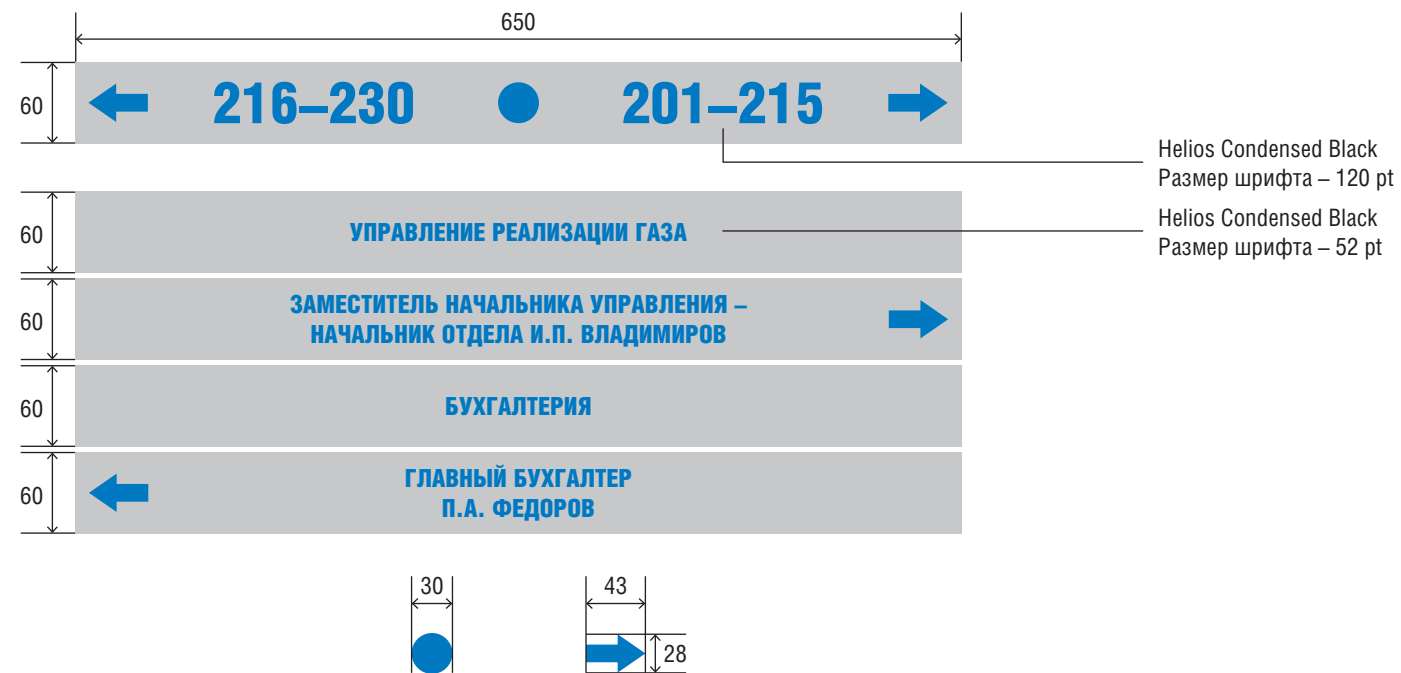 650
60
216–230
201–215
Helios Condensed Black
Размер шрифта – 120 pt
60
УПРАВЛЕНИЕ РЕАЛИЗАЦИИ ГАЗА
Helios Condensed Black
Размер шрифта – 52 pt
60
ЗАМЕСТИТЕЛЬ НАЧАЛЬНИКА УПРАВЛЕНИЯ –
НАЧАЛЬНИК ОТДЕЛА И.П. ВЛАДИМИРОВ
60
БУХГАЛТЕРИЯ
60
ГЛАВНЫЙ БУХГАЛТЕР
П.А. ФЕДОРОВ
30
43
28